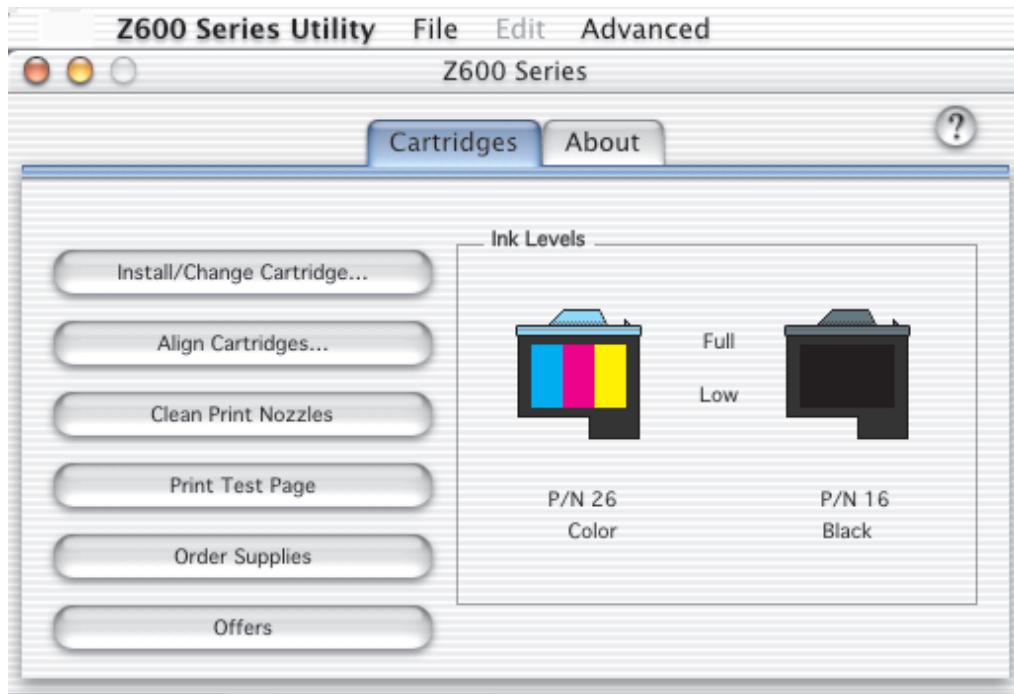 Z600 Series Utility File Edit Advanced
Z600 Series
Cartridges About
?
Install/Change Cartridge...
Align Cartridges...
Clean Print Nozzles
Print Test Page
Order Supplies
Offers
Ink Levels
Full
Low
P/N 26 P/N 16
Color Black